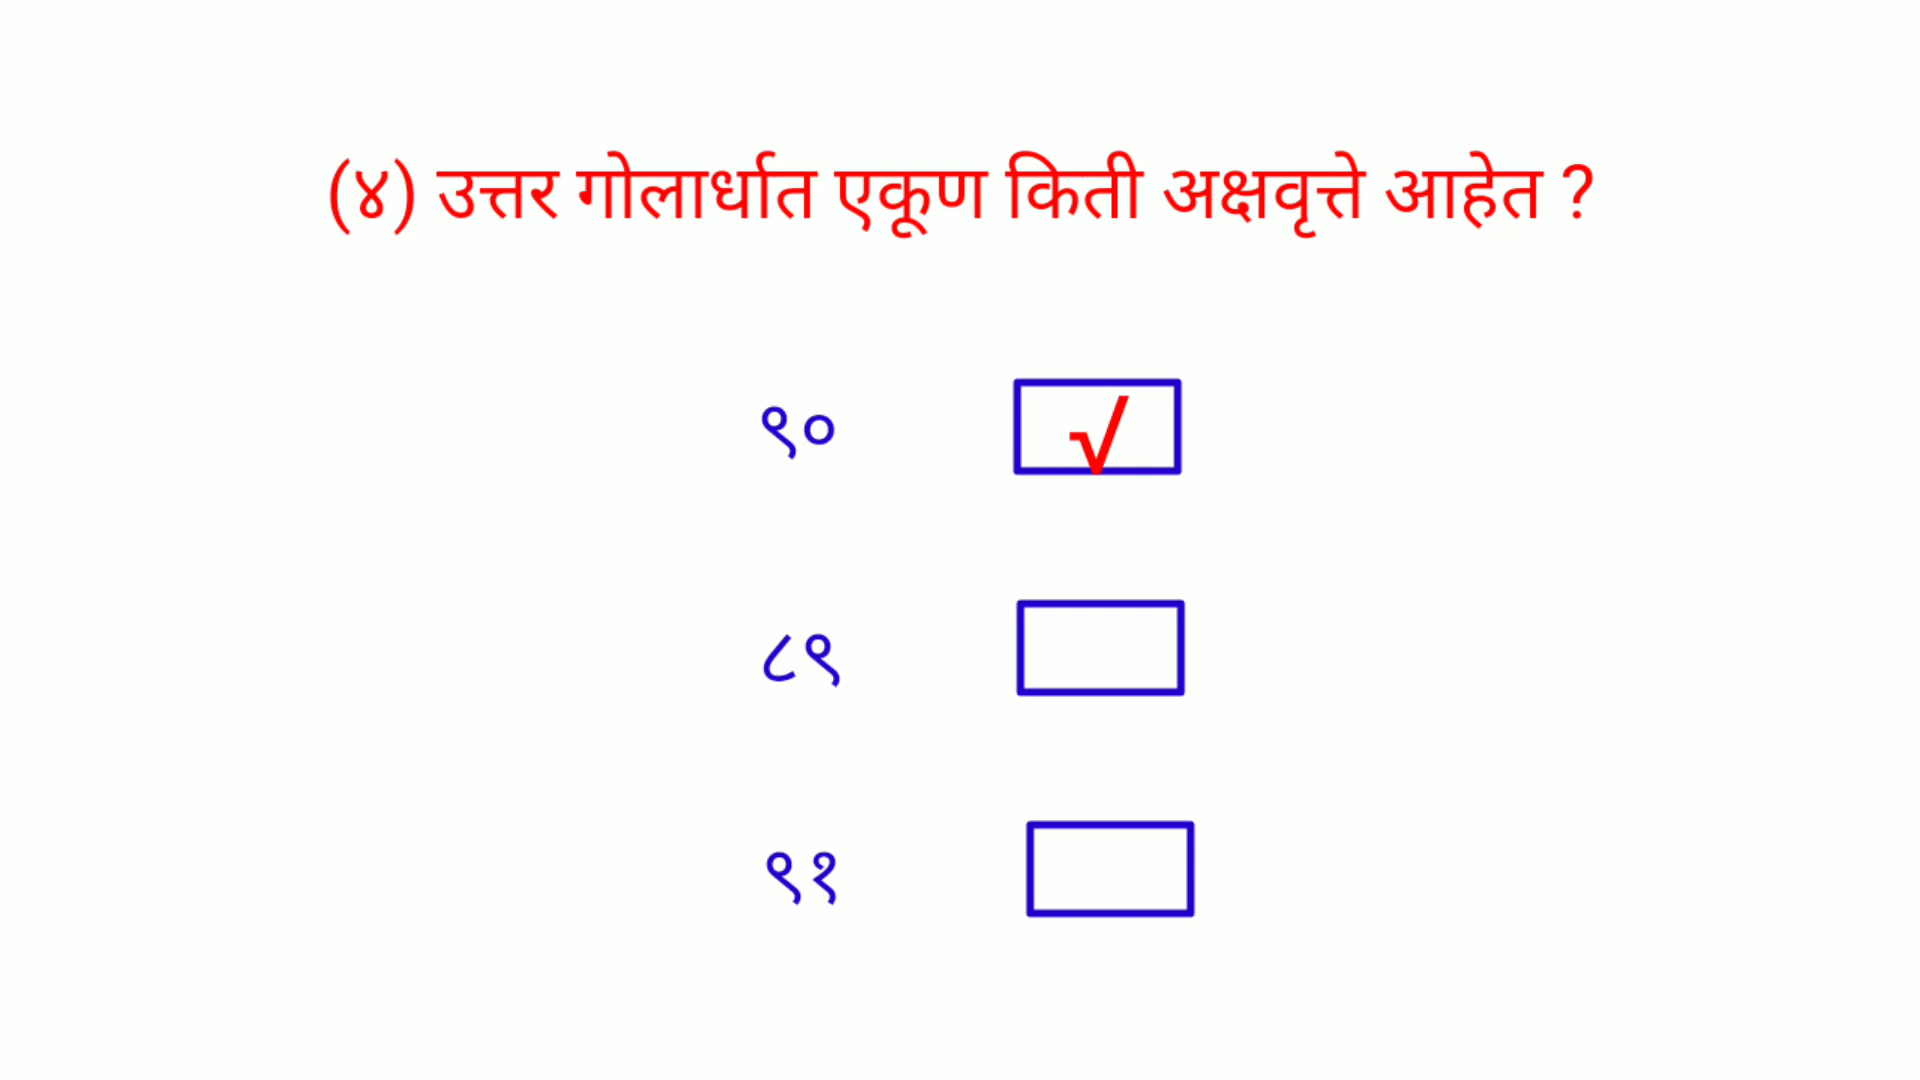 (४) उत्तर गोलार्धात एकूण किती अक्षवृत्ते आहेत ?
९० √
८९
९१